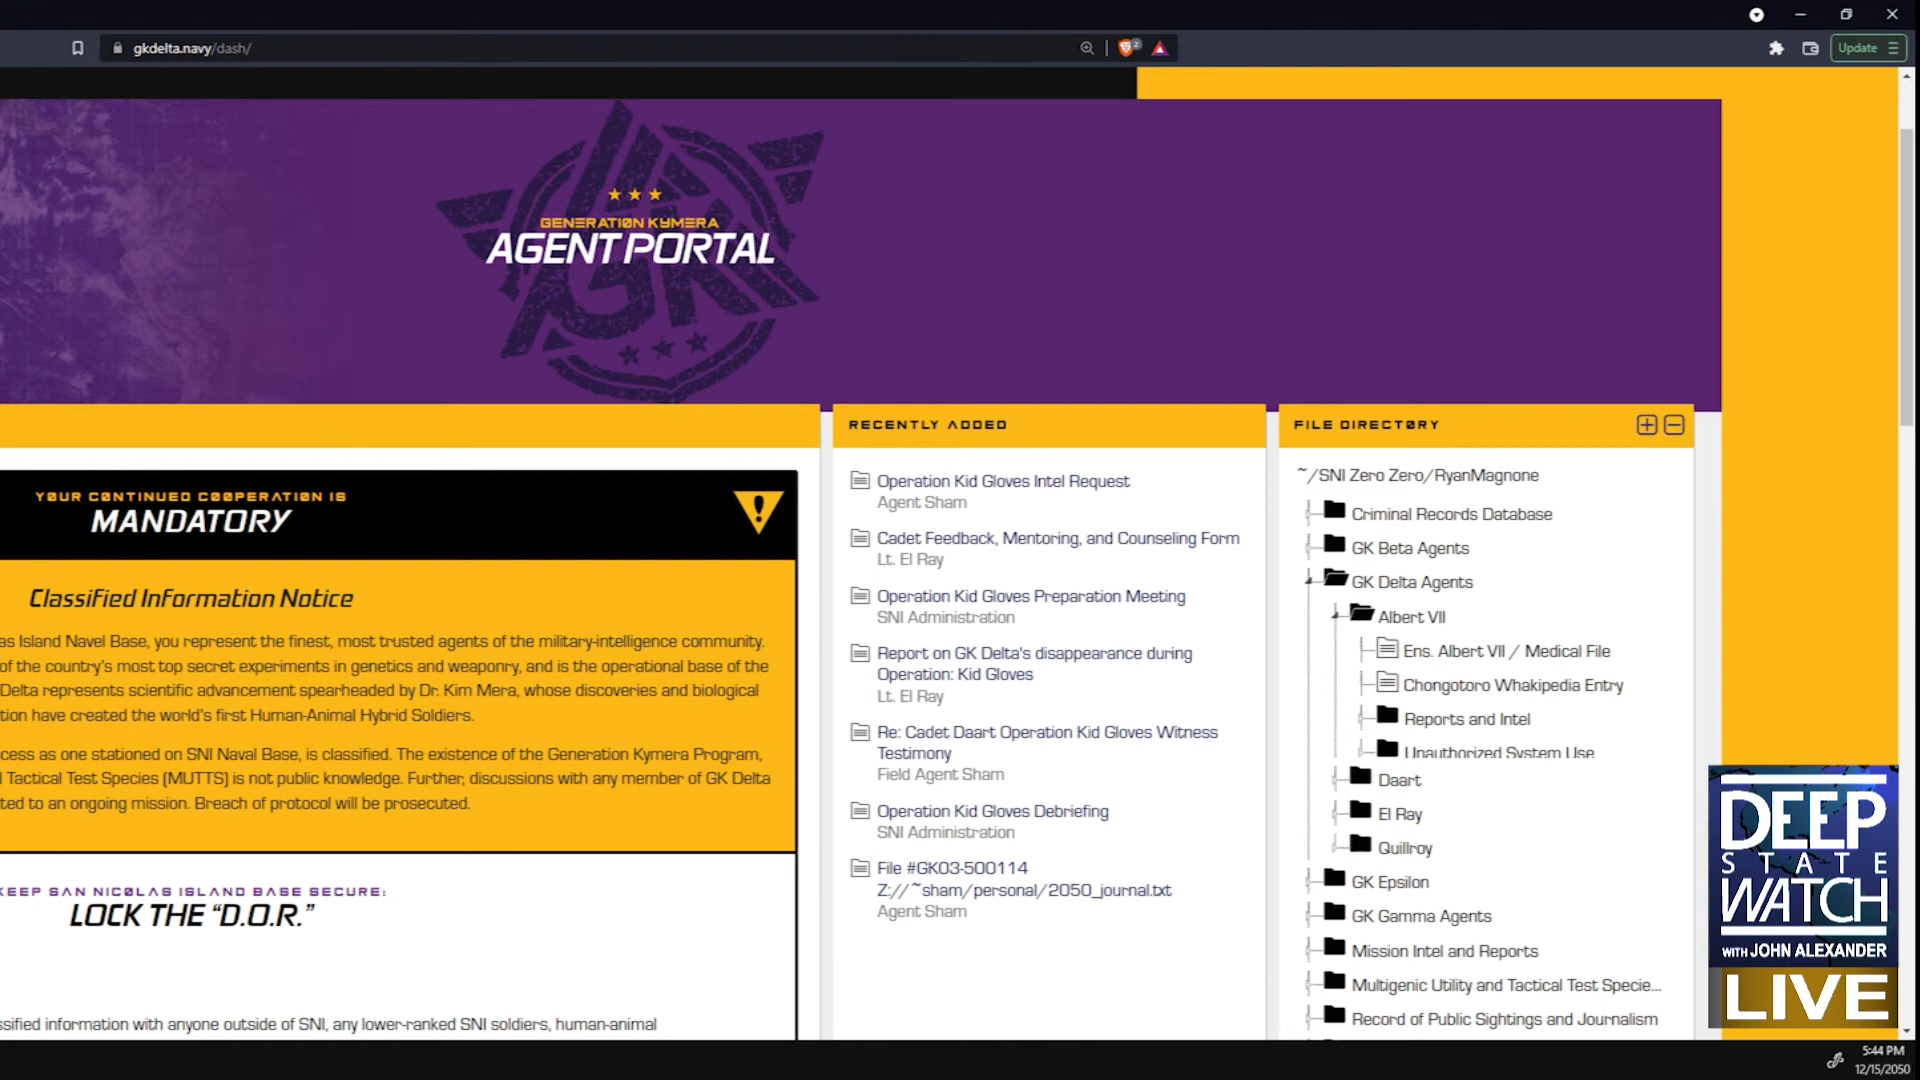 gkdelta.navy/dash/
2
Update
GENERATION KYMERA
AGENT PORTAL
GK
RECENTLY ADDED
FILE DIRECTORY
YOUR CONTINUED COOPERATION IS
MANDATORY
Classified Information Notice
as Island Navel Base, you represent the finest, most trusted agents of the military-intelligence community.
of the country's most top secret experiments in genetics and weaponry, and is the operational base of the
Delta represents scientific advancement spearheaded by Dr. Kim Mera, whose discoveries and biological
tion have created the world's first Human-Animal Hybrid Soldiers.
cess as one stationed on SNI Naval Base, is classified. The existence of the Generation Kymera Program,
l Tactical Test Species (MUTTS) is not public knowledge. Further, discussions with any member of GK Delta
ted to an ongoing mission. Breach of protocol will be prosecuted.
KEEP SAN NICOLAS ISLAND BASE SECURE:
LOCK THE "D.O.R."
ssified information with anyone outside of SNI, any lower-ranked SNI soldiers, human-animal
Operation Kid Gloves Intel Request
Agent Sham
Cadet Feedback, Mentoring, and Counseling Form
Lt. El Ray
Operation Kid Gloves Preparation Meeting
SNI Administration
Report on GK Delta's disappearance during
Operation: Kid Gloves
Lt. El Ray
Re: Cadet Daart Operation Kid Gloves Witness
Testimony
Field Agent Sham
Operation Kid Gloves Debriefing
SNI Administration
File #GK03-500114
Z://~sham/personal/2050_journal.txt
Agent Sham
~/SNI Zero Zero/RyanMagnone
Criminal Records Database
GK Beta Agents
GK Delta Agents
Albert VII
Ens. Albert VII / Medical File
Chongotoro Whakipedia Entry
Reports and Intel
Unauthorized System Use
Daart
El Ray
Quillroy
GK Epsilon
GK Gamma Agents
Mission Intel and Reports
Multigenic Utility and Tactical Test Specie...
Record of Public Sightings and Journalism
DEEP
STATE
WATCH
WITH JOHN ALEXANDER
LIVE
5:44 PM
12/15/2050